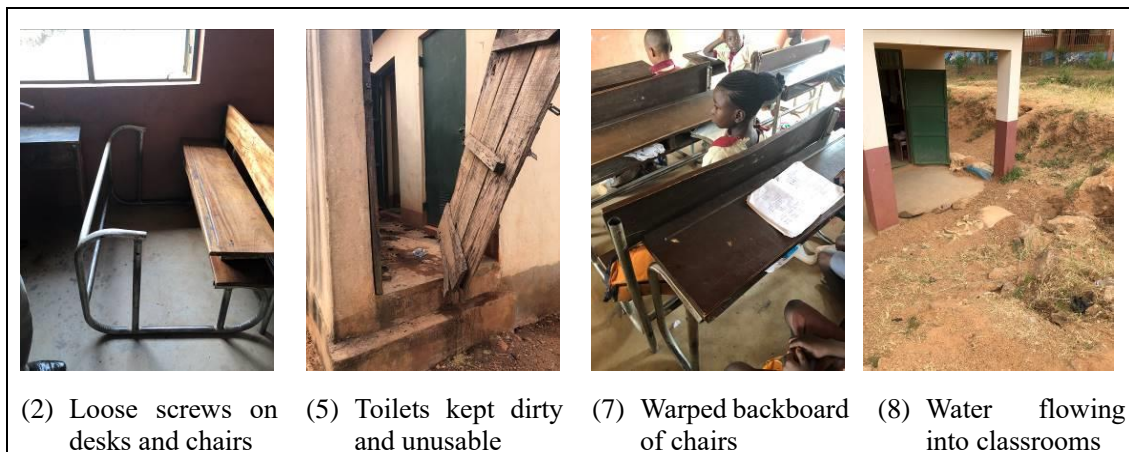 (2) Loose screws on
desks and chairs
(5) Toilets kept dirty
and unusable
(7) Warped backboard
of chairs
(8) Water flowing
into classrooms